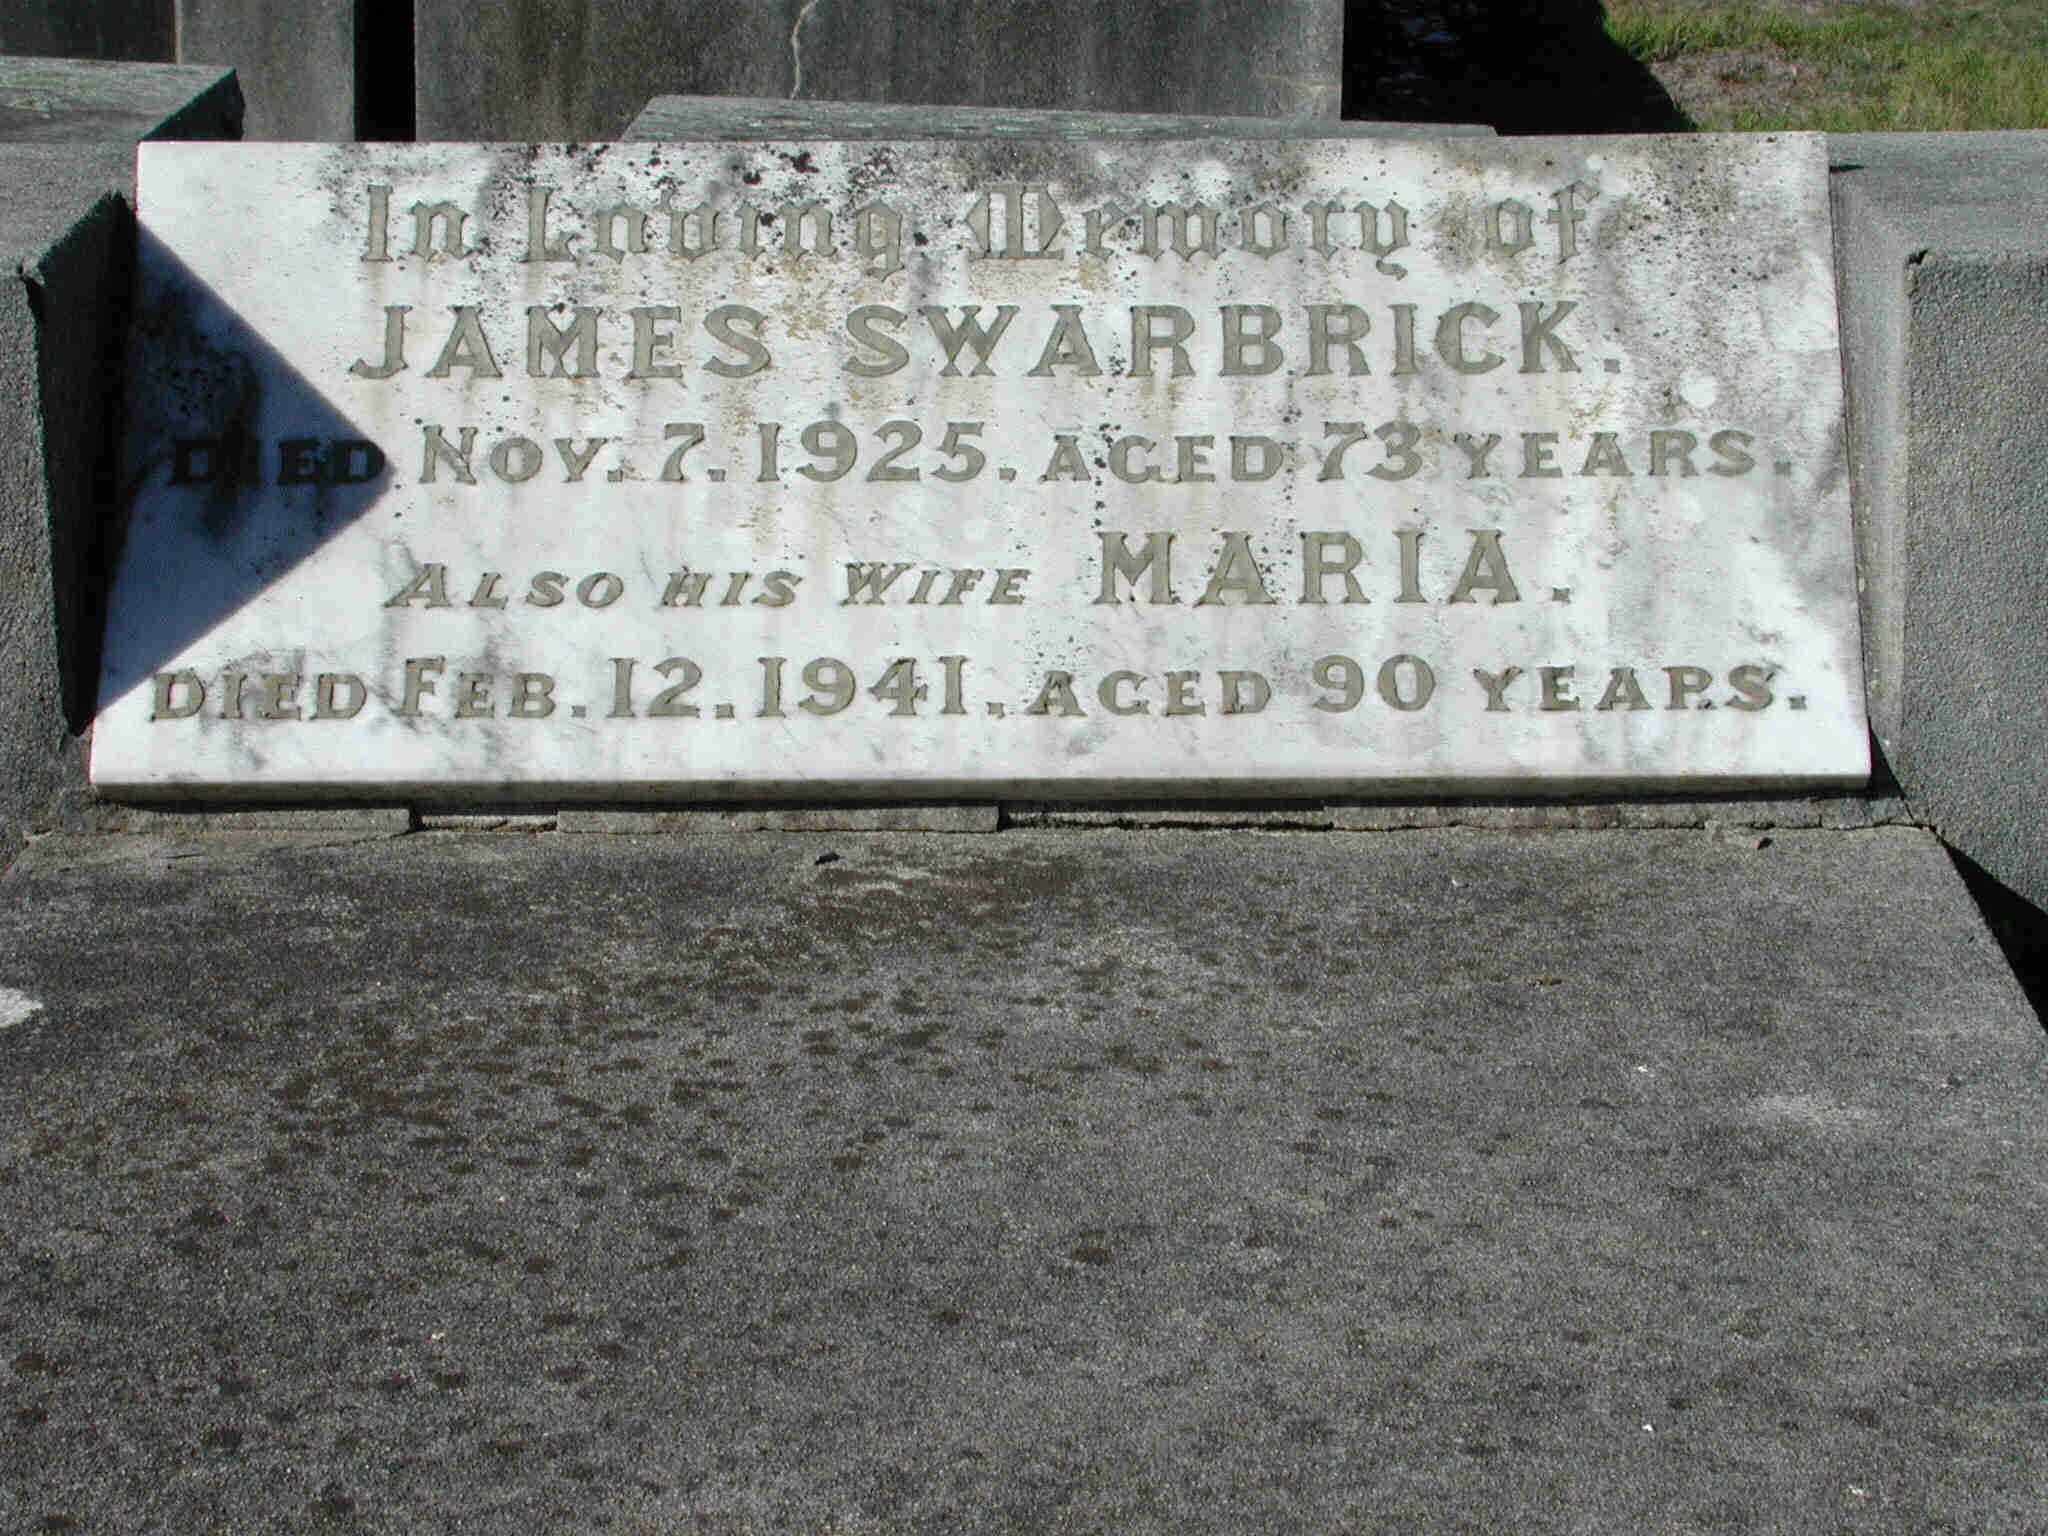 In Loving Memory of
JAMES SWARBRICK.
DIED NOV. 7. 1925. AGED 73 YEARS.
ALSO HIS WIFE MARIA.
DIED FEB. 12. 1941. AGED 90 YEARS.